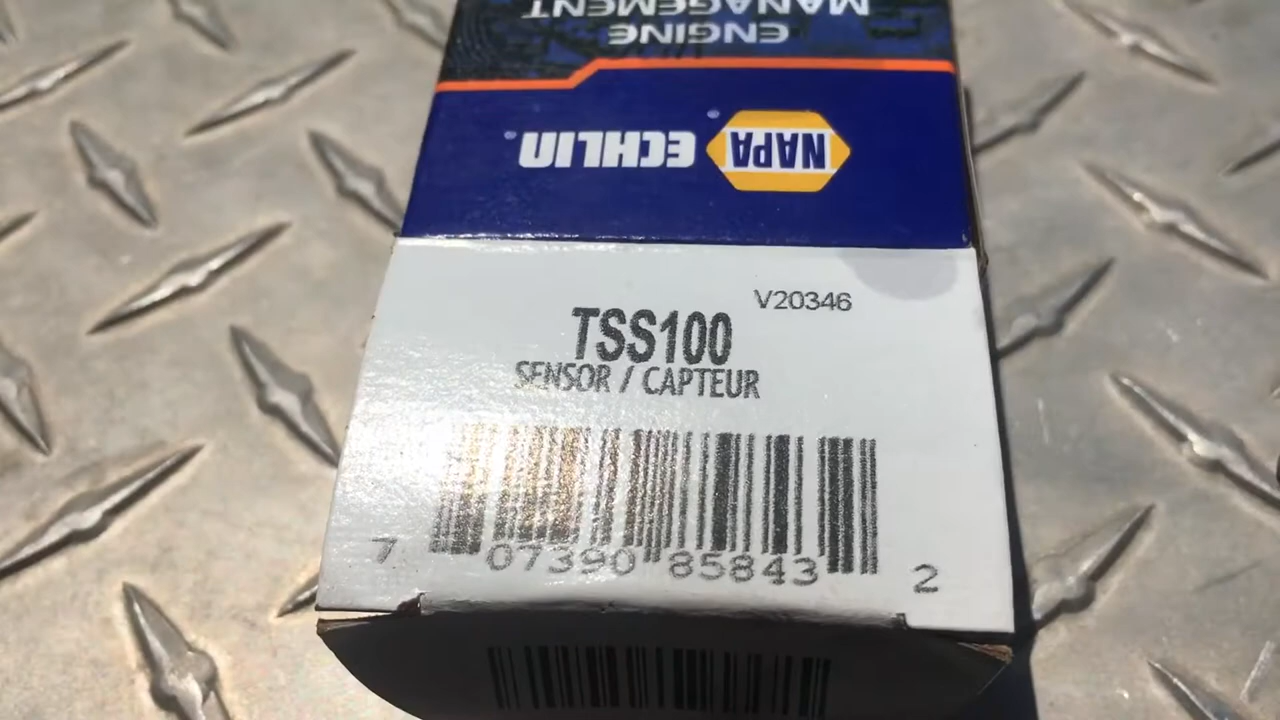 ENGINE
MANAGEMENT
NAPA ECHLIN
V20346
TSS100
SENSOR / CAPTEUR
7 07390 85843 2